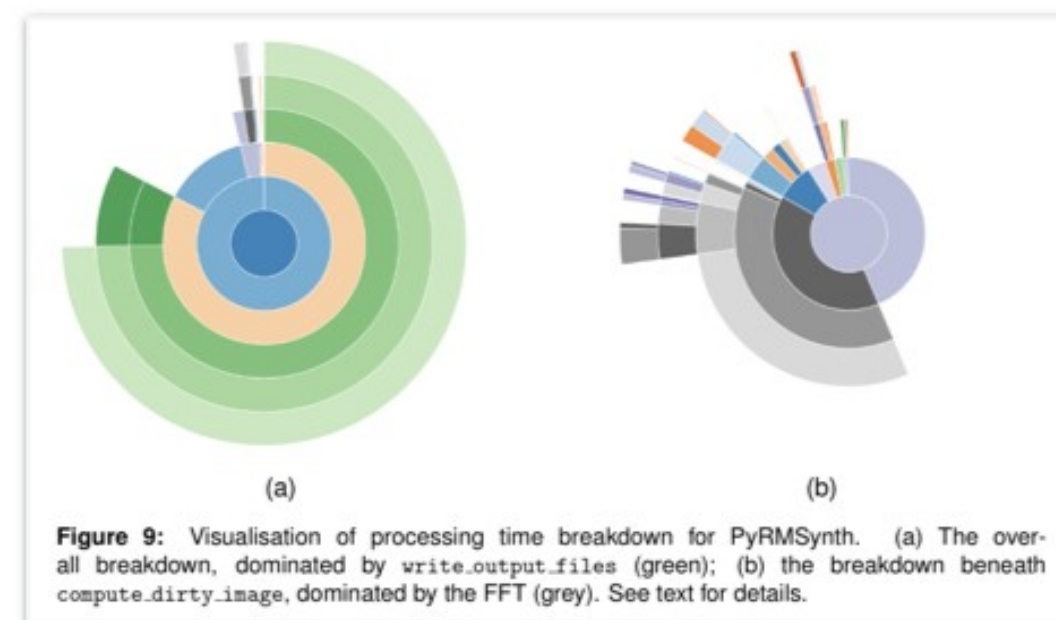 (a)
(b)
Figure 9: Visualisation of processing time breakdown for PyRMSynth. (a) The over-
all breakdown, dominated by write_output_files (green); (b) the breakdown beneath
compute_dirty_image, dominated by the FFT (grey). See text for details.